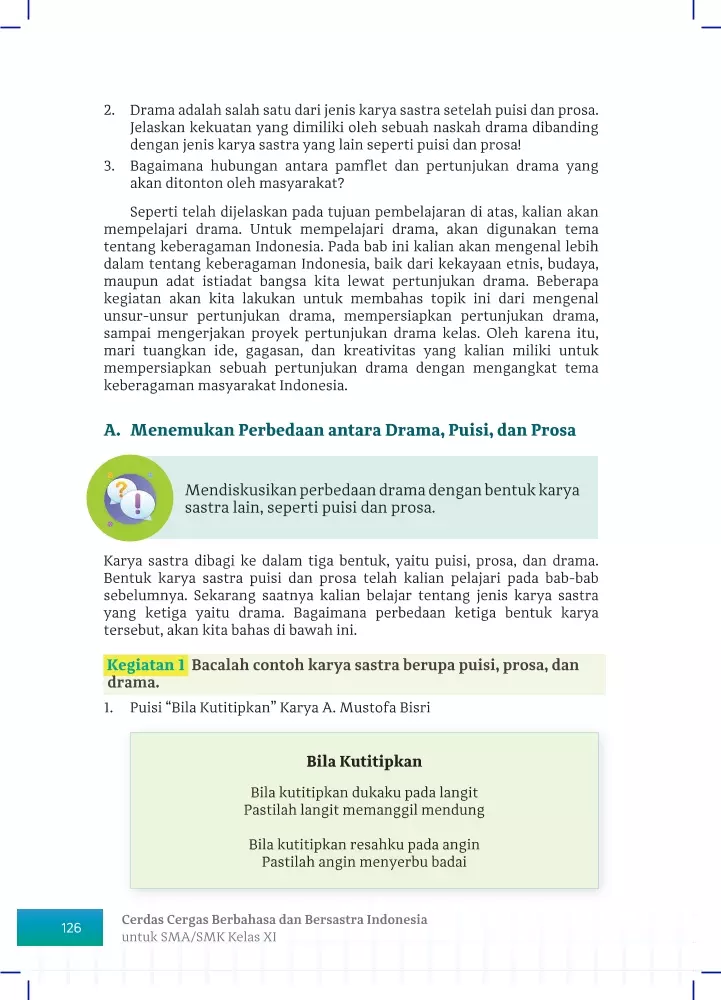 2. Drama adalah salah satu dari jenis karya sastra setelah puisi dan prosa.
Jelaskan kekuatan yang dimiliki oleh sebuah naskah drama dibanding
dengan jenis karya sastra yang lain seperti puisi dan prosa!
3. Bagaimana hubungan antara pamflet dan pertunjukan drama yang
akan ditonton oleh masyarakat?
Seperti telah dijelaskan pada tujuan pembelajaran di atas, kalian akan
mempelajari drama. Untuk mempelajari drama, akan digunakan tema
tentang keberagaman Indonesia. Pada bab ini kalian akan mengenal lebih
dalam tentang keberagaman Indonesia, baik dari kekayaan etnis, budaya,
maupun adat istiadat bangsa kita lewat pertunjukan drama. Beberapa
kegiatan akan kita lakukan untuk membahas topik ini dari mengenal
unsur-unsur pertunjukan drama, mempersiapkan pertunjukan drama,
sampai mengerjakan proyek pertunjukan drama kelas. Oleh karena itu,
mari tuangkan ide, gagasan, dan kreativitas yang kalian miliki untuk
mempersiapkan sebuah pertunjukan drama dengan mengangkat tema
keberagaman masyarakat Indonesia.
A. Menemukan Perbedaan antara Drama, Puisi, dan Prosa
? !
Mendiskusikan perbedaan drama dengan bentuk karya
sastra lain, seperti puisi dan prosa.
Karya sastra dibagi ke dalam tiga bentuk, yaitu puisi, prosa, dan drama.
Bentuk karya sastra puisi dan prosa telah kalian pelajari pada bab-bab
sebelumnya. Sekarang saatnya kalian belajar tentang jenis karya sastra
yang ketiga yaitu drama. Bagaimana perbedaan ketiga bentuk karya
tersebut, akan kita bahas di bawah ini.
Kegiatan 1 Bacalah contoh karya sastra berupa puisi, prosa, dan
drama.
1. Puisi “Bila Kutitipkan” Karya A. Mustofa Bisri
Bila Kutitipkan
Bila kutitipkan dukaku pada langit
Pastilah langit memanggil mendung
Bila kutitipkan resahku pada angin
Pastilah angin menyerbu badai
126
Cerdas Cergas Berbahasa dan Bersastra Indonesia
untuk SMA/SMK Kelas XI